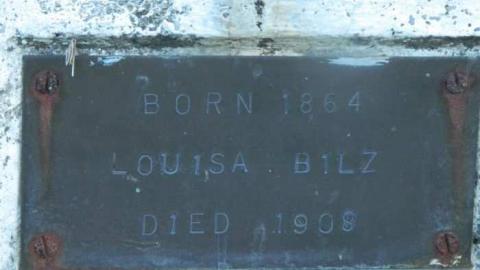 BORN 1864
LOUISA BILZ
DIED 1908